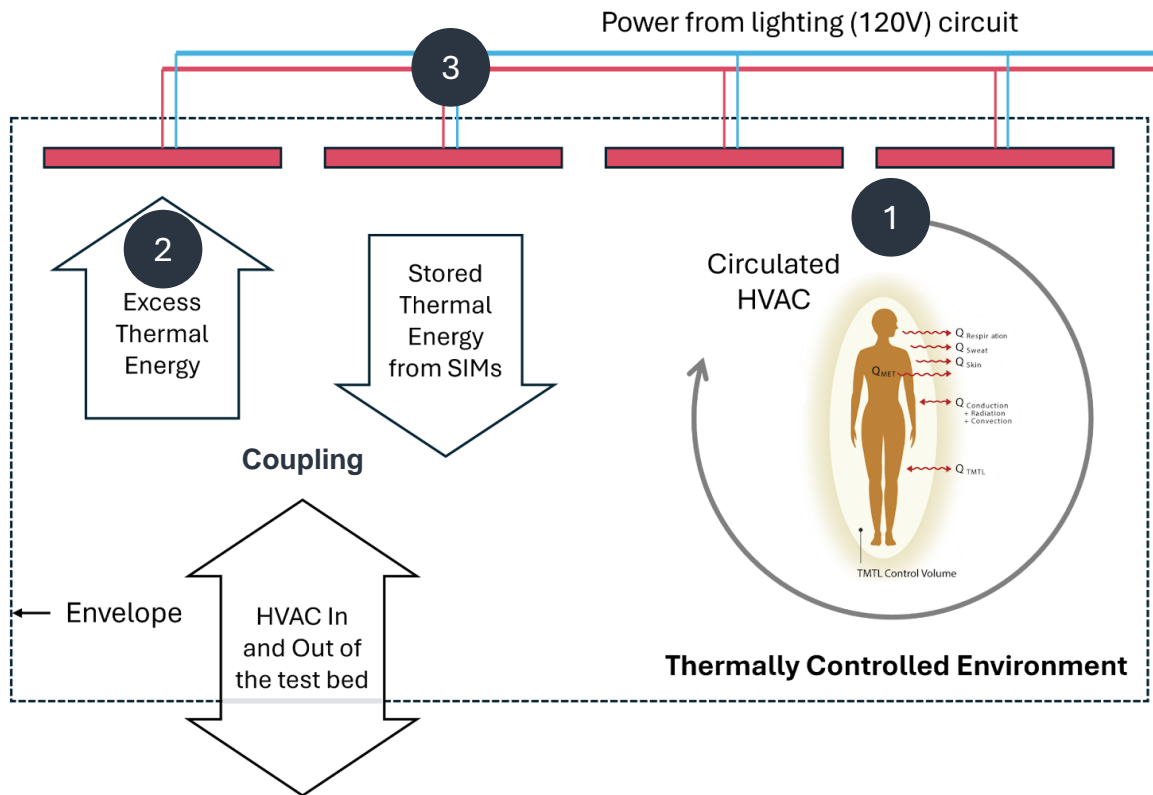 Power from lighting (120V) circuit
3
1
2
Excess
Thermal
Energy
Stored
Thermal
Energy
from SIMs
Circulated
HVAC
Q Respir ation
Q Sweat
Q Skin
QMET
Q Conduction
+ Radiation
+ Convection
Q TMTL
TMTL Control Volume
Coupling
Envelope
HVAC In
and Out of
the test bed
Thermally Controlled Environment